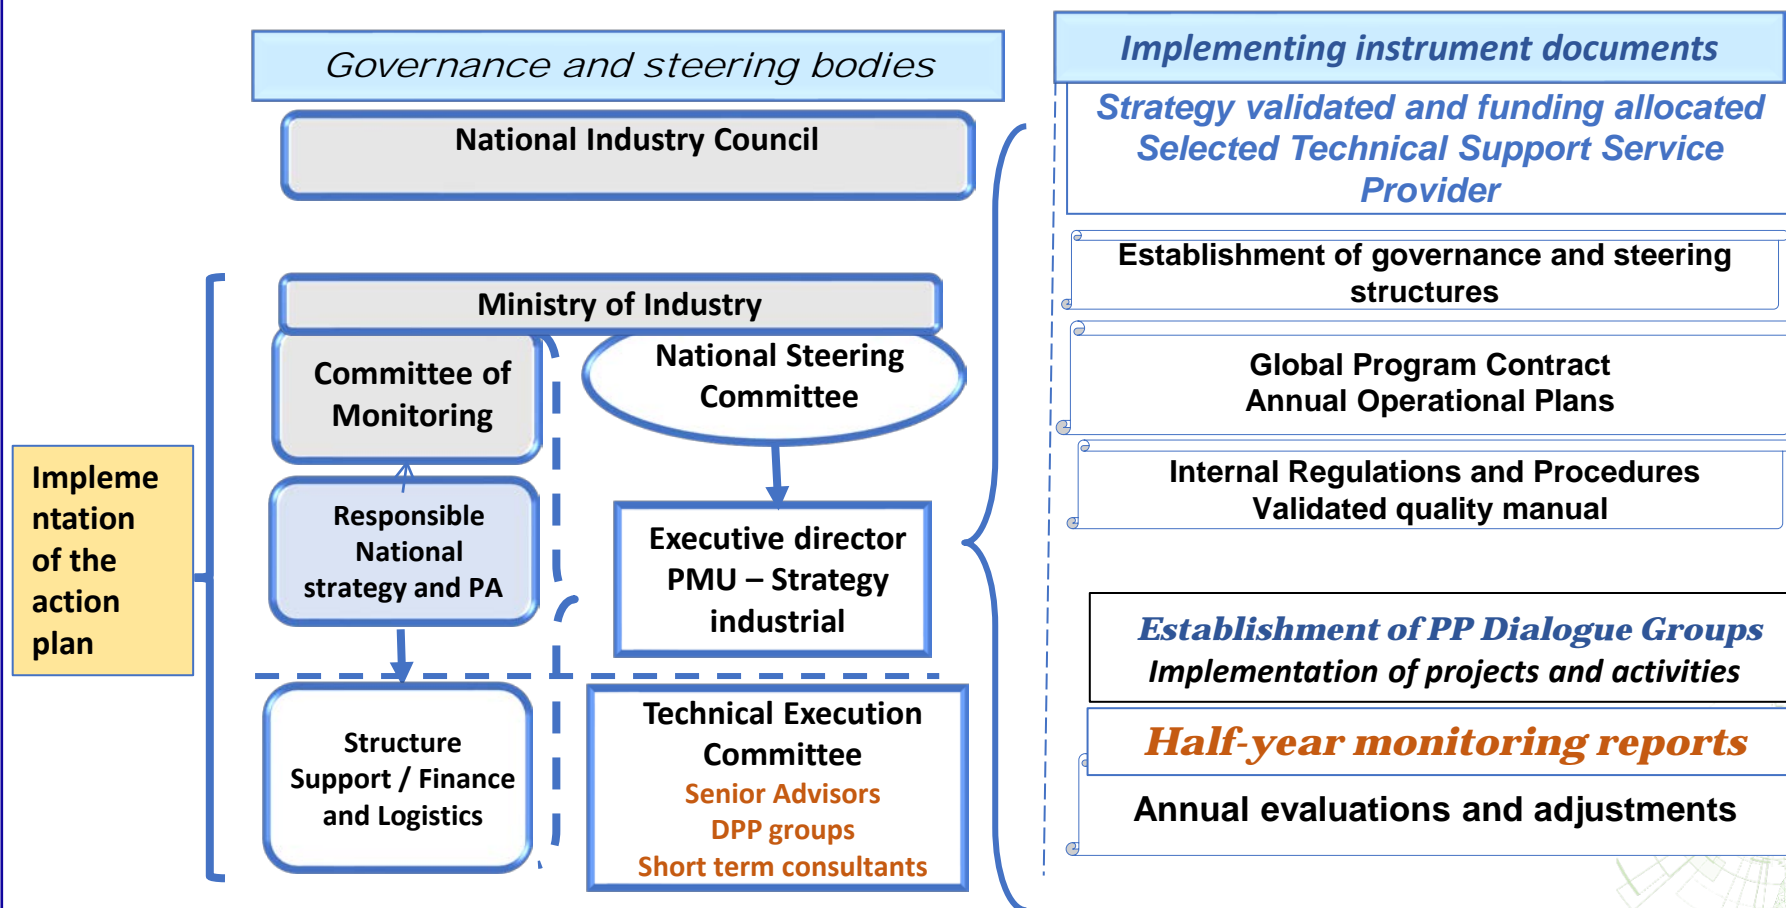 Governance and steering bodies
National Industry Council
Ministry of Industry
Committee of
Monitoring
National Steering
Committee
Responsible
National
strategy and PA
Executive director
PMU – Strategy
industrial
Impleme
ntation
of the
action
plan
Structure
Support / Finance
and Logistics
Technical Execution
Committee
Senior Advisors
DPP groups
Short term consultants
Implementing instrument documents
Strategy validated and funding allocated
Selected Technical Support Service
Provider
Establishment of governance and steering
structures
Global Program Contract
Annual Operational Plans
Internal Regulations and Procedures
Validated quality manual
Establishment of PP Dialogue Groups
Implementation of projects and activities
Half-year monitoring reports
Annual evaluations and adjustments